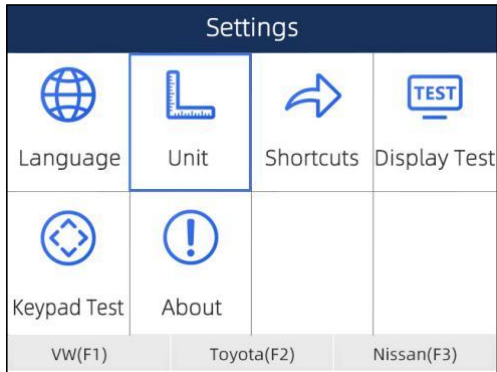 Settings
TEST
Language Unit Shortcuts Display Test
Keypad Test About
VW(F1) Toyota(F2) Nissan(F3)